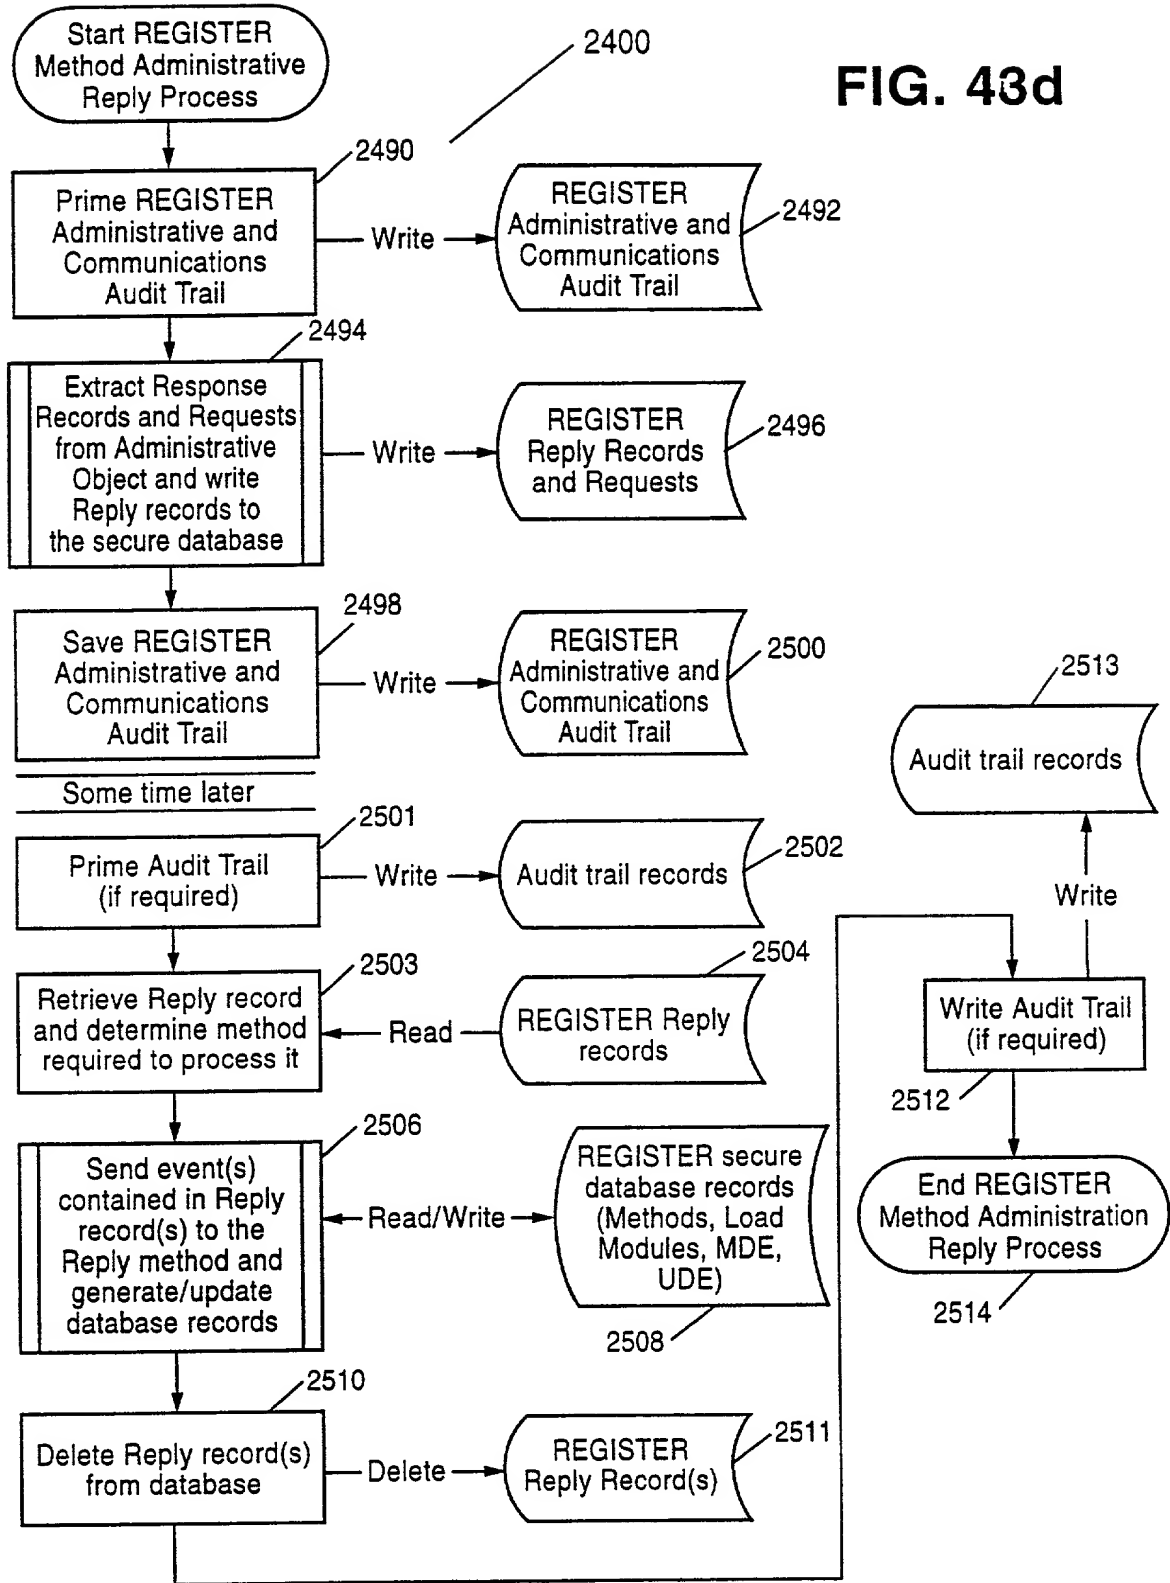 Start REGISTER
Method Administrative
Reply Process
2400
FIG. 43d
2490
Prime REGISTER
Administrative and
Communications
Audit Trail
Write
REGISTER
Administrative and
Communications
Audit Trail
2492
2494
Extract Response
Records and Requests
from Administrative
Object and write
Reply records to
the secure database
Write
REGISTER
Reply Records
and Requests
2496
2498
Save REGISTER
Administrative and
Communications
Audit Trail
Write
REGISTER
Administrative and
Communications
Audit Trail
2500
Some time later
2501
Prime Audit Trail
(if required)
Write
Audit trail records
2502
2503
Retrieve Reply record
and determine method
required to process it
Read
REGISTER Reply
records
2504
2506
Send event(s)
contained in Reply
record(s) to the
Reply method and
generate/update
database records
Read/Write
REGISTER secure
database records
(Methods, Load
Modules, MDE,
UDE)
2508
2510
Delete Reply record(s)
from database
Delete
REGISTER
Reply Record(s)
2511
2513
Audit trail records
Write
Write Audit Trail
(if required)
2512
End REGISTER
Method Administration
Reply Process
2514